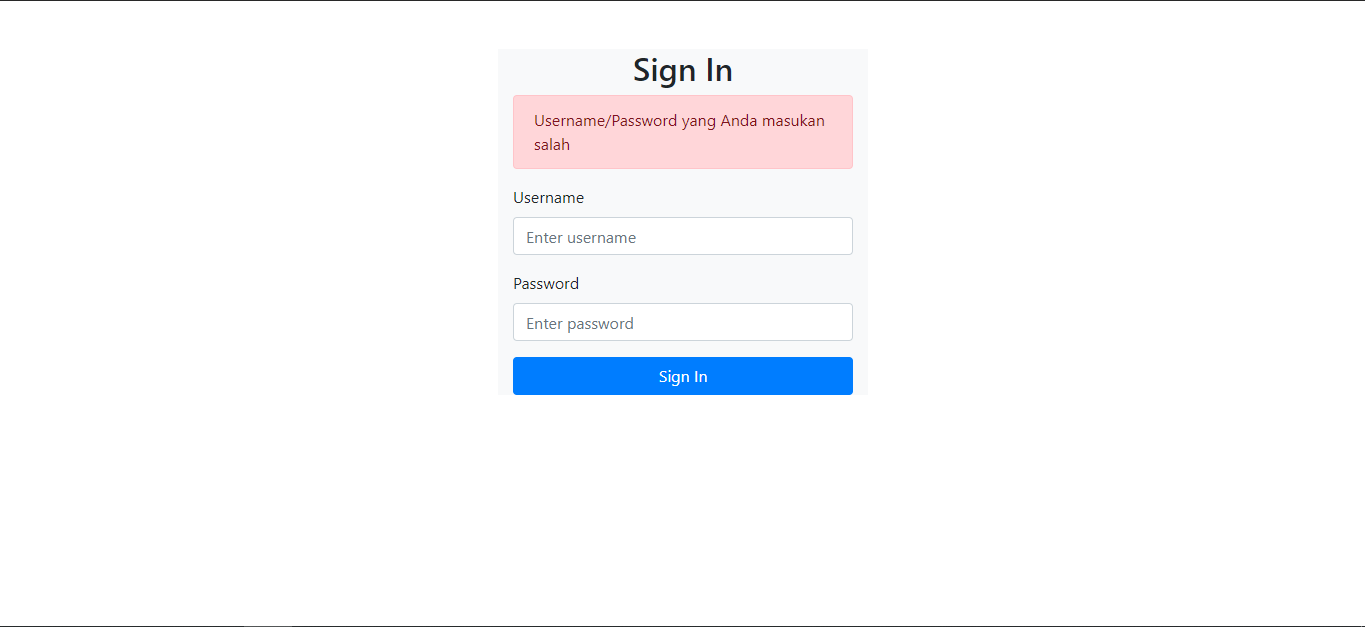 Sign In
Username/Password yang Anda masukan
salah
Username
Enter username
Password
Enter password
Sign In